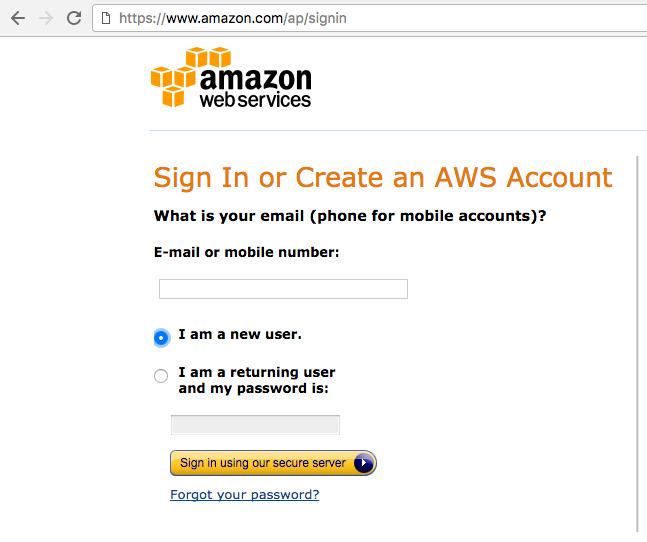 https://www.amazon.com/ap/signin
amazon
web services
Sign In or Create an AWS Account
What is your email (phone for mobile accounts)?
E-mail or mobile number:
I am a new user.
I am a returning user
and my password is:
Sign in using our secure server
Forgot your password?